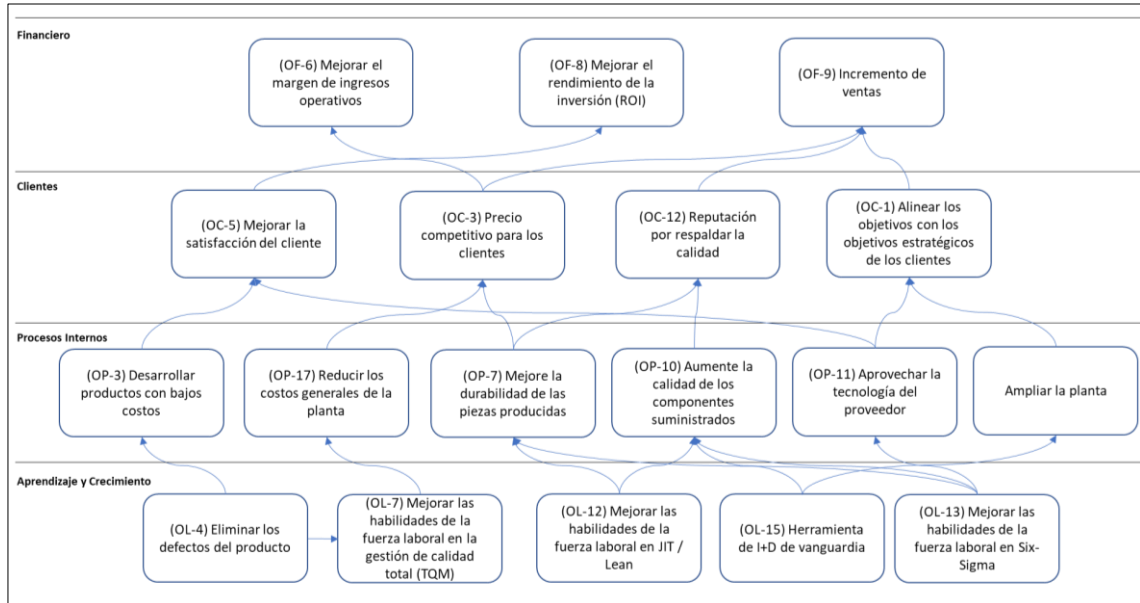 Financiero
(OF-6) Mejorar el
margen de ingresos
operativos
(OF-8) Mejorar el
rendimiento de la
inversión (ROI)
(OF-9) Incremento de
ventas
Clientes
(OC-5) Mejorar la
satisfacción del cliente
(OC-3) Precio
competitivo para los
clientes
(OC-12) Reputación
por respaldar la
calidad
(OC-1) Alinear los
objetivos con los
objetivos estratégicos
de los clientes
Procesos Internos
(OP-3) Desarrollar
productos con bajos
costos
(OP-17) Reducir los
costos generales de la
planta
(OP-7) Mejore la
durabilidad de las
piezas producidas
(OP-10) Aumente la
calidad de los
componentes
suministrados
(OP-11) Aprovechar la
tecnología del
proveedor
Ampliar la planta
Aprendizaje y Crecimiento
(OL-4) Eliminar los
defectos del producto
(OL-7) Mejorar las
habilidades de la
fuerza laboral en la
gestión de calidad
total (TQM)
(OL-12) Mejorar las
habilidades de la
fuerza laboral en JIT /
Lean
(OL-15) Herramienta
de I+D de vanguardia
(OL-13) Mejorar las
habilidades de la
fuerza laboral en Six-
Sigma